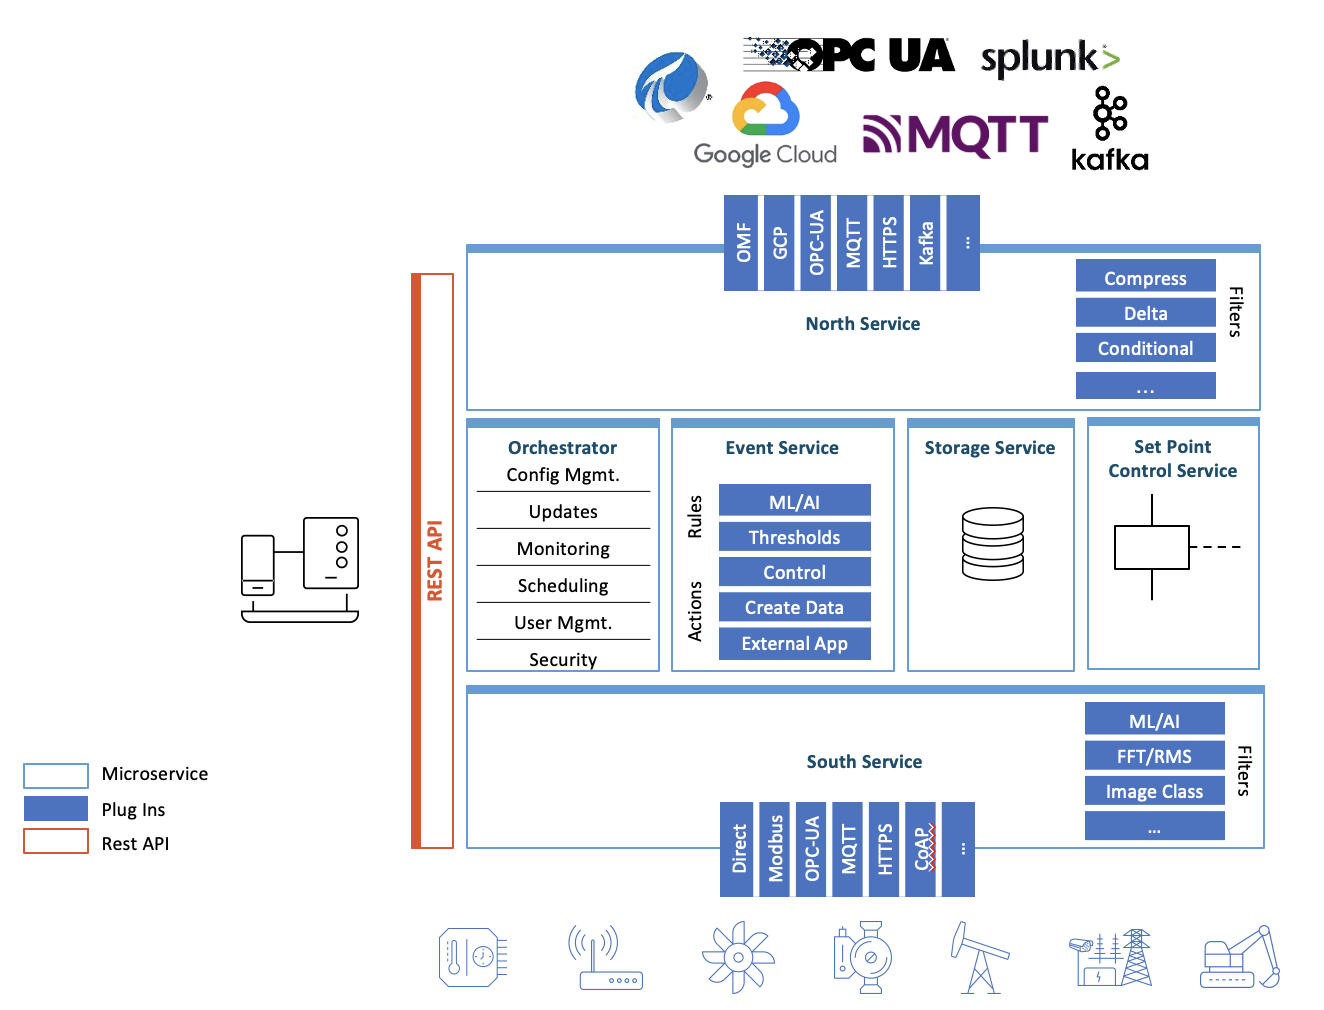 OPC UA
splunk>
Google Cloud
MQTT
kafka
OMF
GCP
OPC-UA
MQTT
HTTPS
Kafka
...
North Service
Compress
Delta
Conditional
...
Filters
REST API
Orchestrator
Config Mgmt.
Updates
Monitoring
Scheduling
User Mgmt.
Security
Event Service
Rules
ML/AI
Thresholds
Actions
Control
Create Data
External App
Storage Service
Set Point
Control Service
South Service
ML/AI
FFT/RMS
Image Class
...
Filters
Direct
Modbus
OPC-UA
MQTT
HTTPS
CoAP
...
Microservice
Plug Ins
Rest API